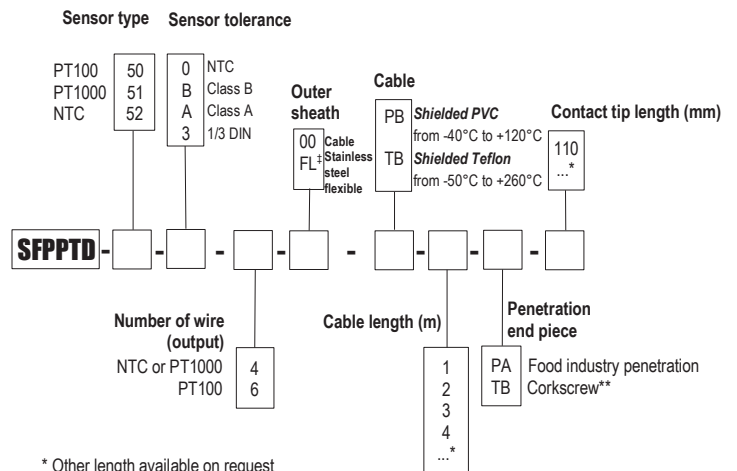 Sensor type
Sensor tolerance
PT100 50
PT1000 51
NTC 52
0 NTC
B Class B
A Class A
3 1/3 DIN
Outer
sheath
00 Cable
FL‡ Stainless
steel
flexible
Cable
PB Shielded PVC
from -40°C to +120°C
TB Shielded Teflon
from -50°C to +260°C
Contact tip length (mm)
110
...*
SFPPTD - - - - - - - -
Number of wire
(output)
NTC or PT1000 4
PT100 6
Cable length (m)
1
2
3
4
...*
Penetration
end piece
PA Food industry penetration
TB Corkscrew**
* Other length available on request